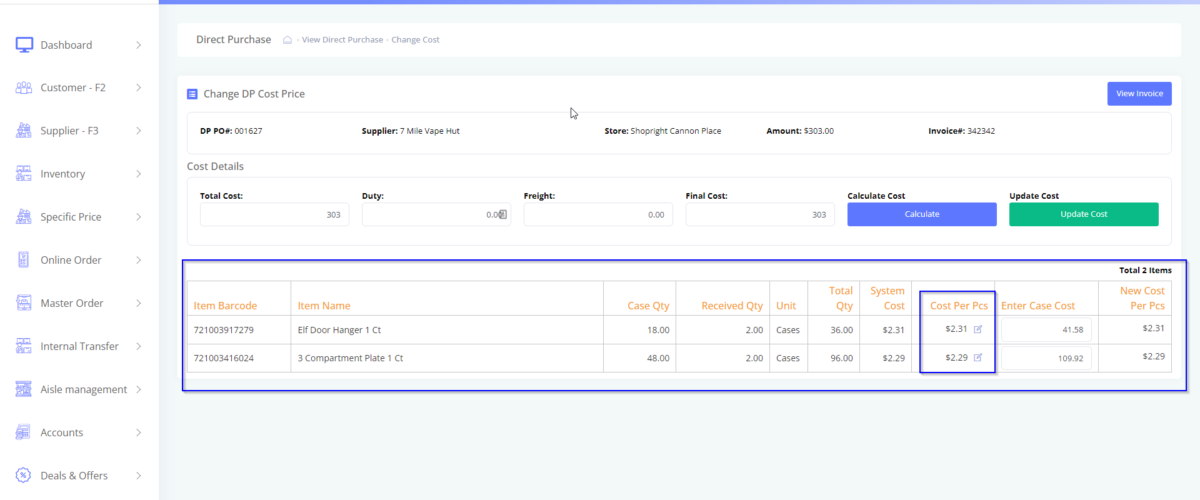 Direct Purchase - View Direct Purchase - Change Cost
Dashboard
Customer - F2
Supplier - F3
Inventory
Specific Price
Online Order
Master Order
Internal Transfer
Aisle management
Accounts
Deals & Offers
Change DP Cost Price View Invoice
DP PO#: 001627 Supplier: 7 Mile Vape Hut Store: Shopright Cannon Place Amount: $303.00 Invoice#: 342342
Cost Details
Total Cost: Duty: Freight: Final Cost: Calculate Cost Update Cost
303 0.00 0.00 303 Calculate Update Cost
Total 2 Items
Item Barcode Item Name Case Qty Received Qty Unit Total Qty System Cost Cost Per Pcs Enter Case Cost New Cost Per Pcs
721003917279 Elf Door Hanger 1 Ct 18.00 2.00 Cases 36.00 $2.31 $2.31 41.58 $2.31
721003416024 3 Compartment Plate 1 Ct 48.00 2.00 Cases 96.00 $2.29 $2.29 109.92 $2.29